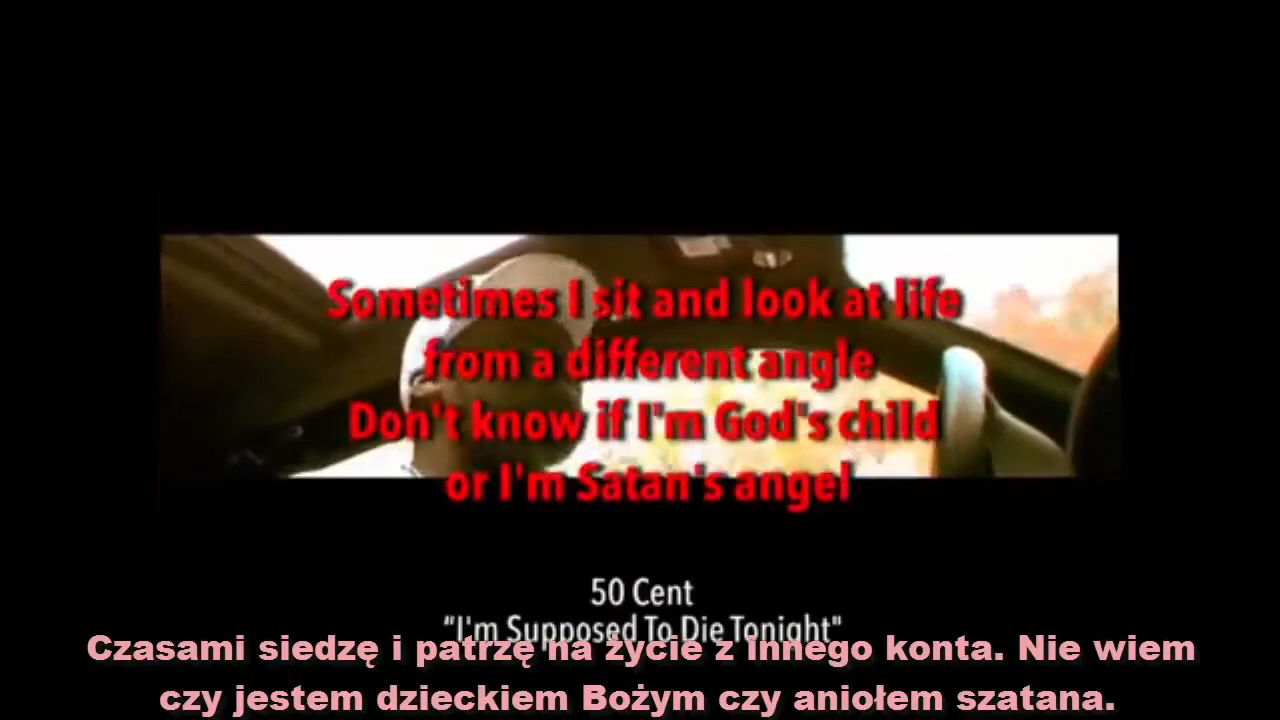 Sometimes I sit and look at life
from a different angle
Don't know if I'm God's child
or I'm Satan's angel
50 Cent
"I'm Supposed To Die Tonight"
Czasami siedzę i patrzę na życie z innego konta. Nie wiem
czy jestem dzieckiem Bożym czy aniołem szatana.